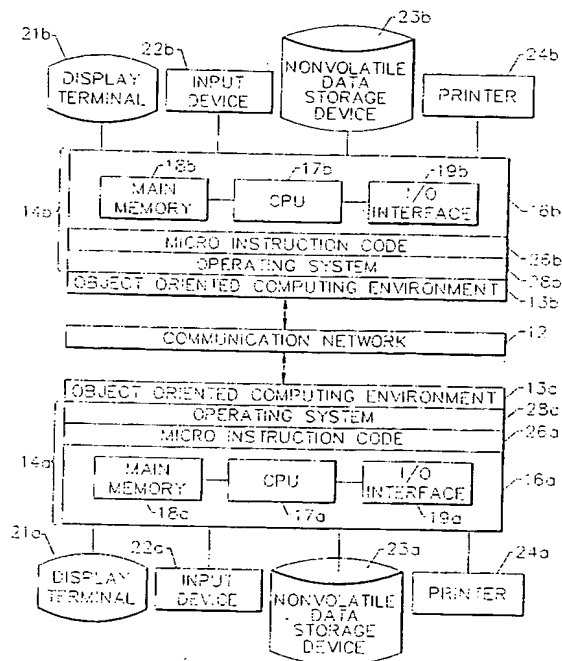 21b
22b
23b
24b
DISPLAY
TERMINAL
INPUT
DEVICE
NONVOLATILE
DATA
STORAGE
DEVICE
PRINTER
18b
17b
19b
14b
MAIN
MEMORY
CPU
I/O
INTERFACE
16b
MICRO INSTRUCTION CODE
26b
OPERATING SYSTEM
28b
OBJECT ORIENTED COMPUTING ENVIRONMENT
13b
COMMUNICATION NETWORK
12
OBJECT ORIENTED COMPUTING ENVIRONMENT
13a
OPERATING SYSTEM
28a
MICRO INSTRUCTION CODE
26a
14a
MAIN
MEMORY
CPU
I/O
INTERFACE
16a
18a
17a
19a
21a
22a
23a
24a
DISPLAY
TERMINAL
INPUT
DEVICE
NONVOLATILE
DATA
STORAGE
DEVICE
PRINTER